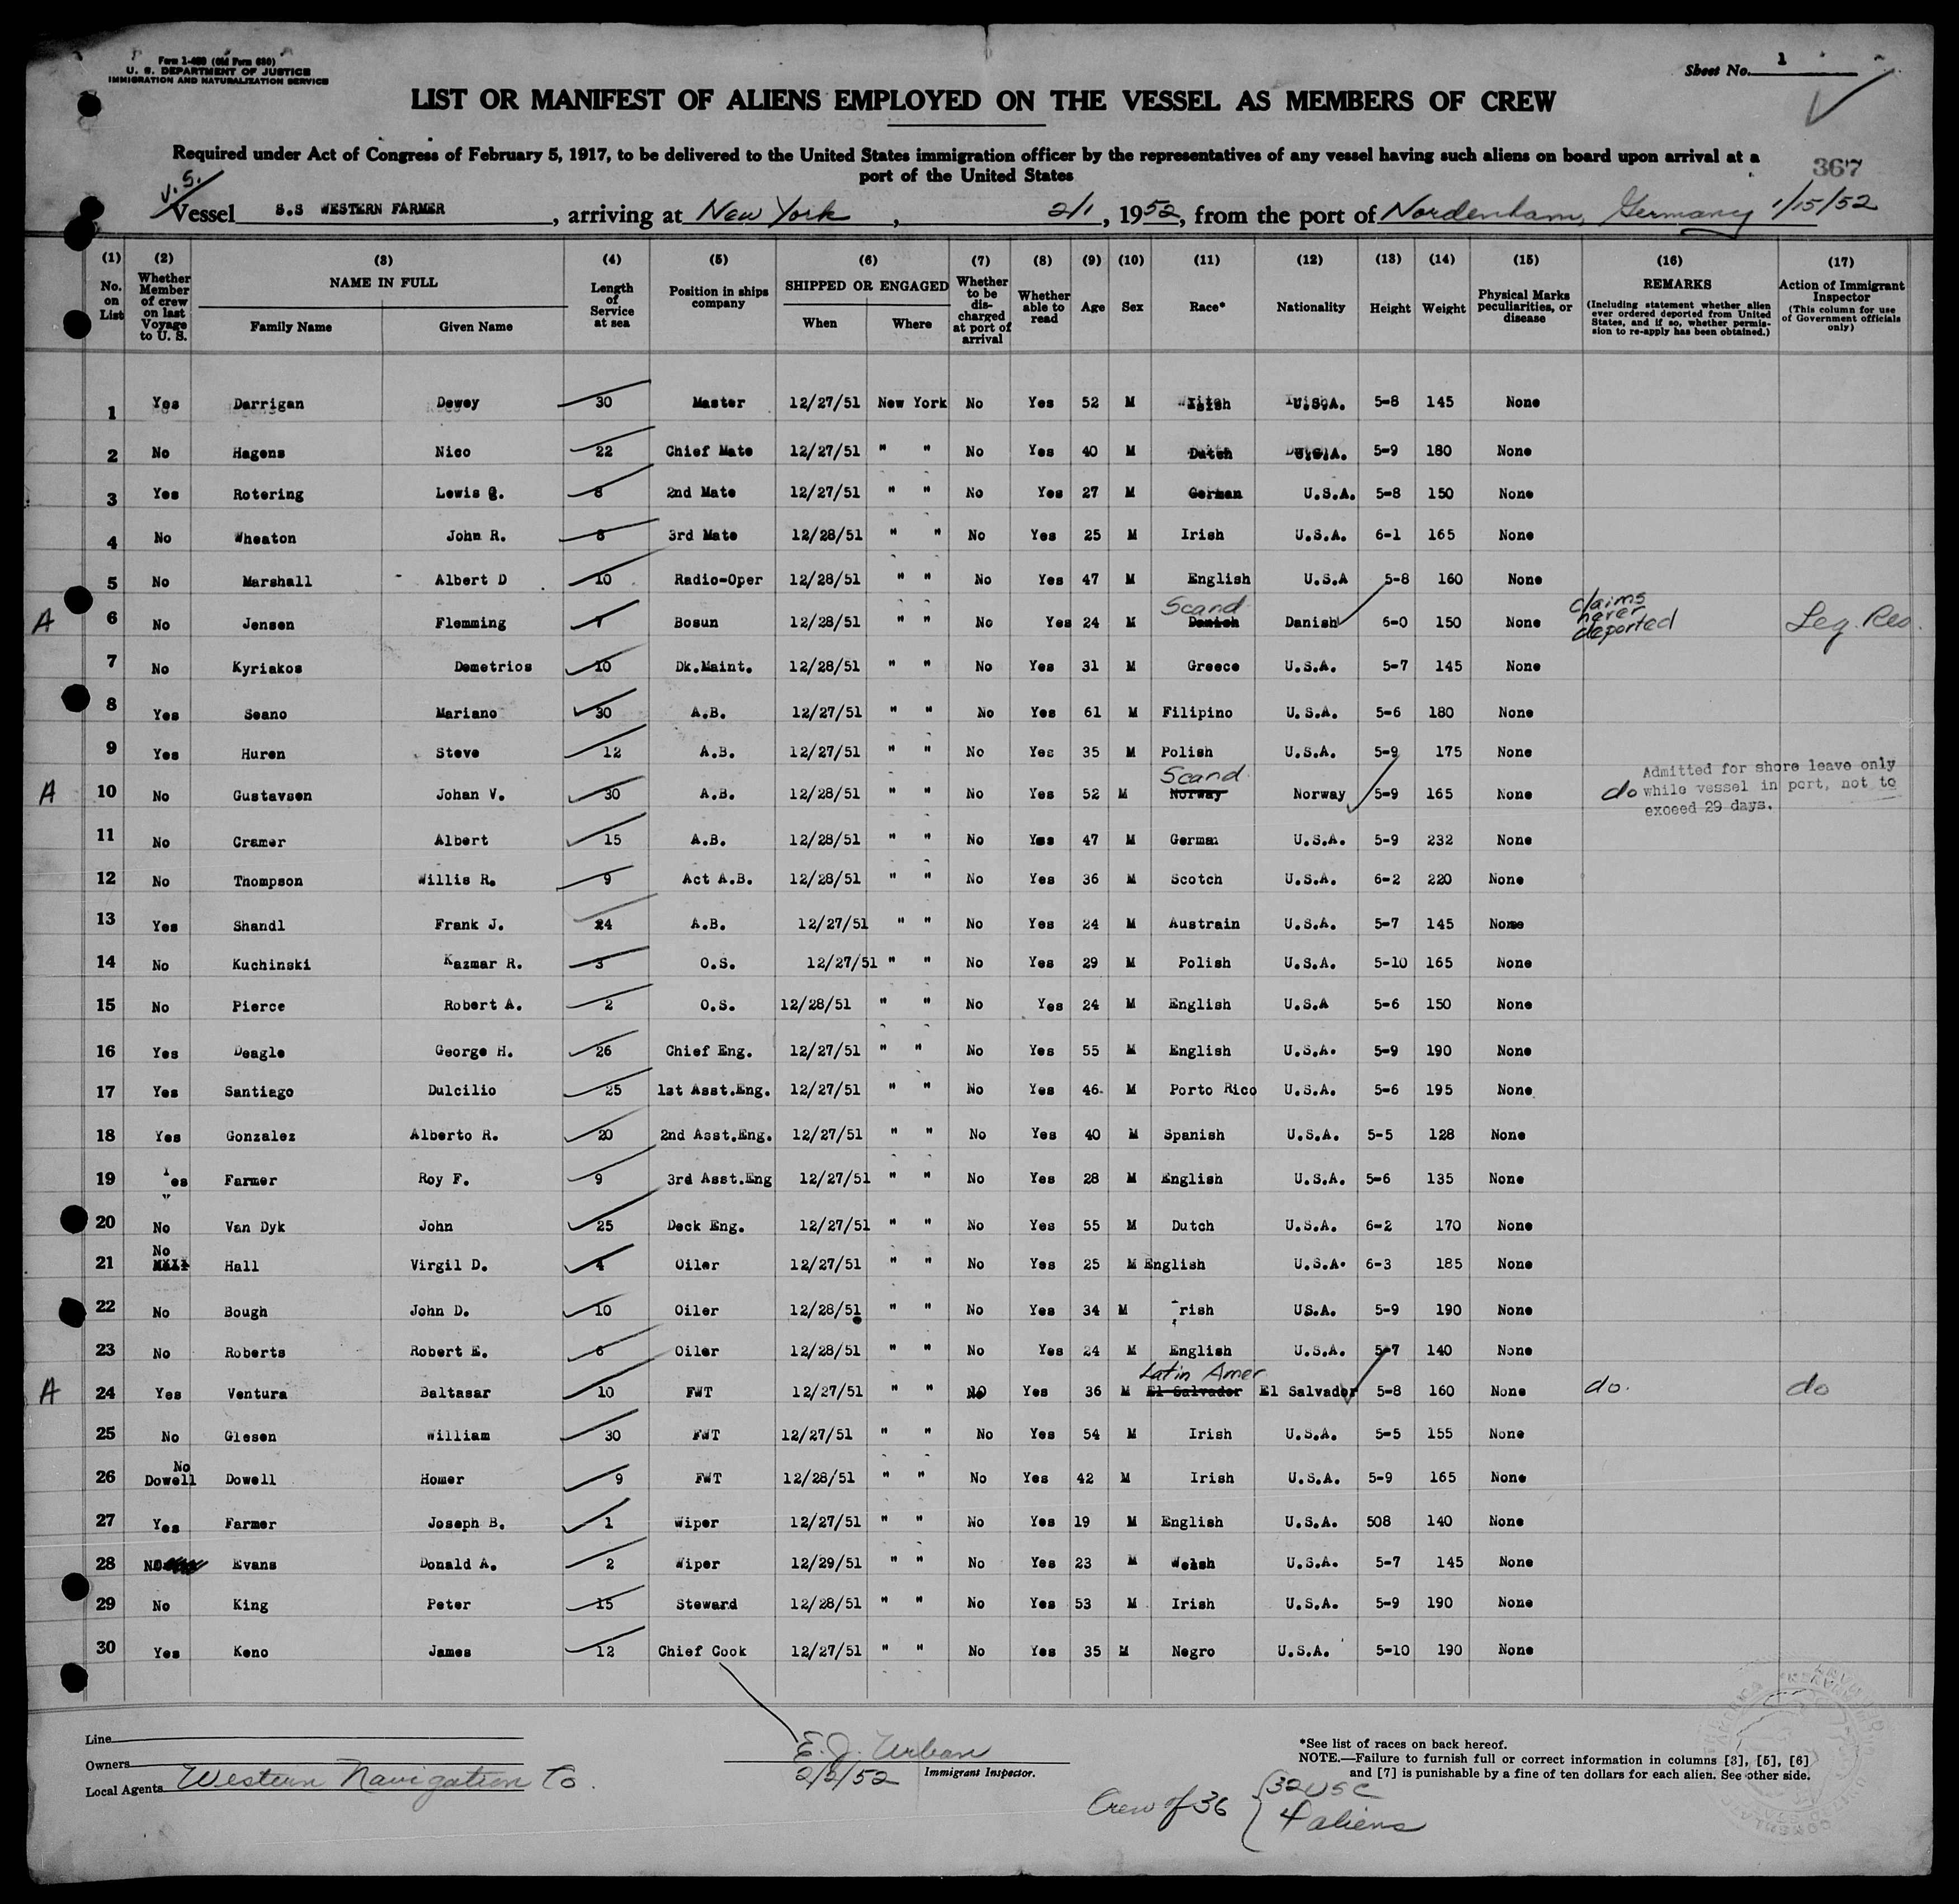 Form I-489 (Old Form 680)
U. S. DEPARTMENT OF JUSTICE
IMMIGRATION AND NATURALIZATION SERVICE
Sheet No. 1
LIST OR MANIFEST OF ALIENS EMPLOYED ON THE VESSEL AS MEMBERS OF CREW
Required under Act of Congress of February 5, 1917, to be delivered to the United States immigration officer by the representatives of any vessel having such aliens on board upon arrival at a
port of the United States
367
U.S.
Vessel S.S WESTERN FARMER, arriving at New York, 2/1, 1952, from the port of Nordenham, Germany 1/15/52
(1) (2) (3) (4) (5) (6) (7) (8) (9) (10) (11) (12) (13) (14) (15) (16) (17)
No. on List
Whether Member of crew on last Voyage to U. S.
NAME IN FULL
Family Name Given Name
Length of Service at sea
Position in ships company
SHIPPED OR ENGAGED
When Where
Whether to be discharged at port of arrival
Whether able to read
Age Sex Race* Nationality Height Weight
Physical Marks peculiarities, or disease
REMARKS
(Including statement whether alien ever ordered deported from United States, and if so, whether permission to re-apply has been obtained.)
Action of Immigrant Inspector
(This column for use of Government officials only)
1 Yes Darrigan Dewey 30 Master 12/27/51 New York No Yes 52 M Irish U.S.A. 5-8 145 None
2 No Hagens Nico 22 Chief Mate 12/27/51 " " No Yes 40 M Dutch U.S.A. 5-9 180 None
3 Yes Rotering Lewis G. 8 2nd Mate 12/27/51 " " No Yes 27 M German U.S.A. 5-8 150 None
4 No Wheaton John R. 8 3rd Mate 12/28/51 " " No Yes 25 M Irish U.S.A. 6-1 165 None
5 No Marshall Albert D 10 Radio-Oper 12/28/51 " " No Yes 47 M English U.S.A 5-8 160 None
A 6 No Jensen Flemming 7 Bosun 12/28/51 " " No Yes 24 M Scand Danish Danish 6-0 150 None claims never deported Leg. Res.
7 No Kyriakos Demetrios 10 Dk.Maint. 12/28/51 " " No Yes 31 M Greece U.S.A. 5-7 145 None
8 Yes Seano Mariano 30 A.B. 12/27/51 " " No Yes 61 M Filipino U.S.A. 5-6 180 None
9 Yes Huren Steve 12 A.B. 12/27/51 " " No Yes 35 M Polish U.S.A. 5-9 175 None
A 10 No Gustavsen Johan V. 30 A.B. 12/28/51 " " No Yes 52 M Scand Norway Norway 5-9 165 None do Admitted for shore leave only while vessel in port, not to exceed 29 days.
11 No Cramer Albert 15 A.B. 12/28/51 " " No Yes 47 M German U.S.A. 5-9 232 None
12 No Thompson Willis R. 9 Act A.B. 12/28/51 " " No Yes 36 M Scotch U.S.A. 6-2 220 None
13 Yes Shandl Frank J. 24 A.B. 12/27/51 " " No Yes 24 M Austrain U.S.A. 5-7 145 None
14 No Kuchinski Kazmar R. 3 O.S. 12/27/51 " " No Yes 29 M Polish U.S.A. 5-10 165 None
15 No Pierce Robert A. 2 O.S. 12/28/51 " " No Yes 24 M English U.S.A 5-6 150 None
16 Yes Deagle George H. 26 Chief Eng. 12/27/51 " " No Yes 55 M English U.S.A. 5-9 190 None
17 Yes Santiago Dulcilio 25 1st Asst.Eng. 12/27/51 " " No Yes 46 M Porto Rico U.S.A. 5-6 195 None
18 Yes Gonzalez Alberto R. 20 2nd Asst.Eng. 12/27/51 " " No Yes 40 M Spanish U.S.A. 5-5 128 None
19 Yes Farmer Roy F. 9 3rd Asst.Eng 12/27/51 " " No Yes 28 M English U.S.A. 5-6 135 None
20 No Van Dyk John 25 Deck Eng. 12/27/51 " " No Yes 55 M Dutch U.S.A. 6-2 170 None
21 No Hall Virgil D. 4 Oiler 12/27/51 " " No Yes 25 M English U.S.A. 6-3 185 None
22 No Bough John D. 10 Oiler 12/28/51 " " No Yes 34 M Irish US.A. 5-9 190 None
23 No Roberts Robert E. 6 Oiler 12/28/51 " " No Yes 24 M English U.S.A. 5-7 140 None
A 24 Yes Ventura Baltasar 10 FWT 12/27/51 " " No Yes 36 M Latin Amer El Salvador El Salvador 5-8 160 None do. do
25 No Glesen William 30 FWT 12/27/51 " " No Yes 54 M Irish U.S.A. 5-5 155 None
26 No Dowell Dowell Homer 9 FWT 12/28/51 " " No Yes 42 M Irish U.S.A. 5-9 165 None
27 Yes Farmer Joseph B. 1 Wiper 12/27/51 " " No Yes 19 M English U.S.A. 508 140 None
28 No Evans Donald A. 2 Wiper 12/29/51 " " No Yes 23 M Welsh U.S.A. 5-7 145 None
29 No King Peter 15 Steward 12/28/51 " " No Yes 53 M Irish U.S.A. 5-9 190 None
30 Yes Keno James 12 Chief Cook 12/27/51 " " No Yes 35 M Negro U.S.A. 5-10 190 None
Line
Owners
Local Agents Western Navigation Co.
E. J. Urban
2/2/52 Immigrant Inspector.
*See list of races on back hereof.
NOTE.—Failure to furnish full or correct information in columns [3], [5], [6]
and [7] is punishable by a fine of ten dollars for each alien. See other side.
Crew of 36 { 32 USC
4 aliens